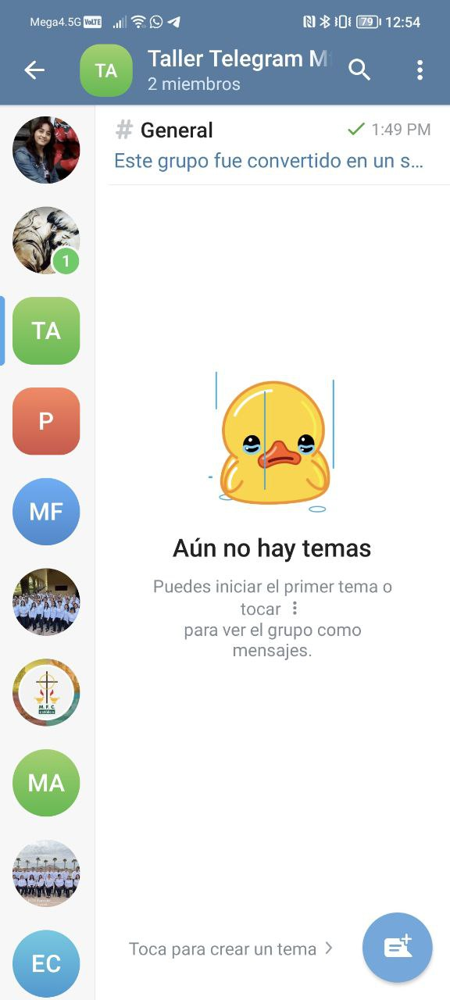 Mega4.5G VoLTE 79 12:54
TA
Taller Telegram M
2 miembros
# General 1:49 PM
Este grupo fue convertido en un s...
1
TA
P
MF
Aún no hay temas
Puedes iniciar el primer tema o
tocar
para ver el grupo como
mensajes.
M. F. C.
católico
MA
EC
Toca para crear un tema